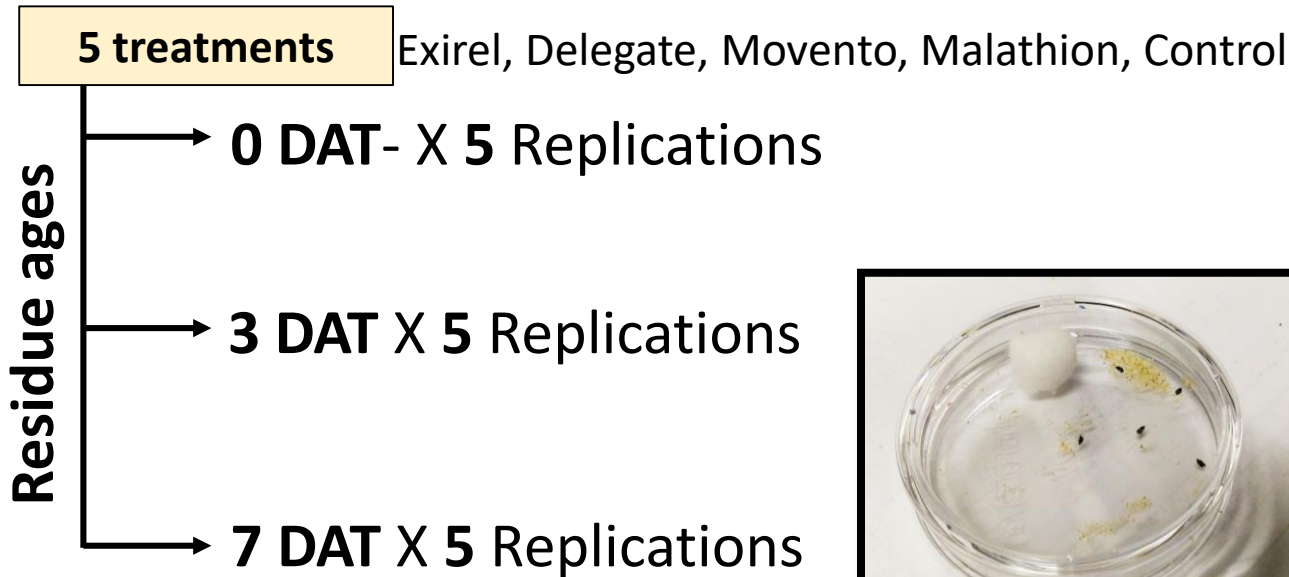 5 treatments Exirel, Delegate, Movento, Malathion, Control
Residue ages
0 DAT- X 5 Replications
3 DAT X 5 Replications
7 DAT X 5 Replications